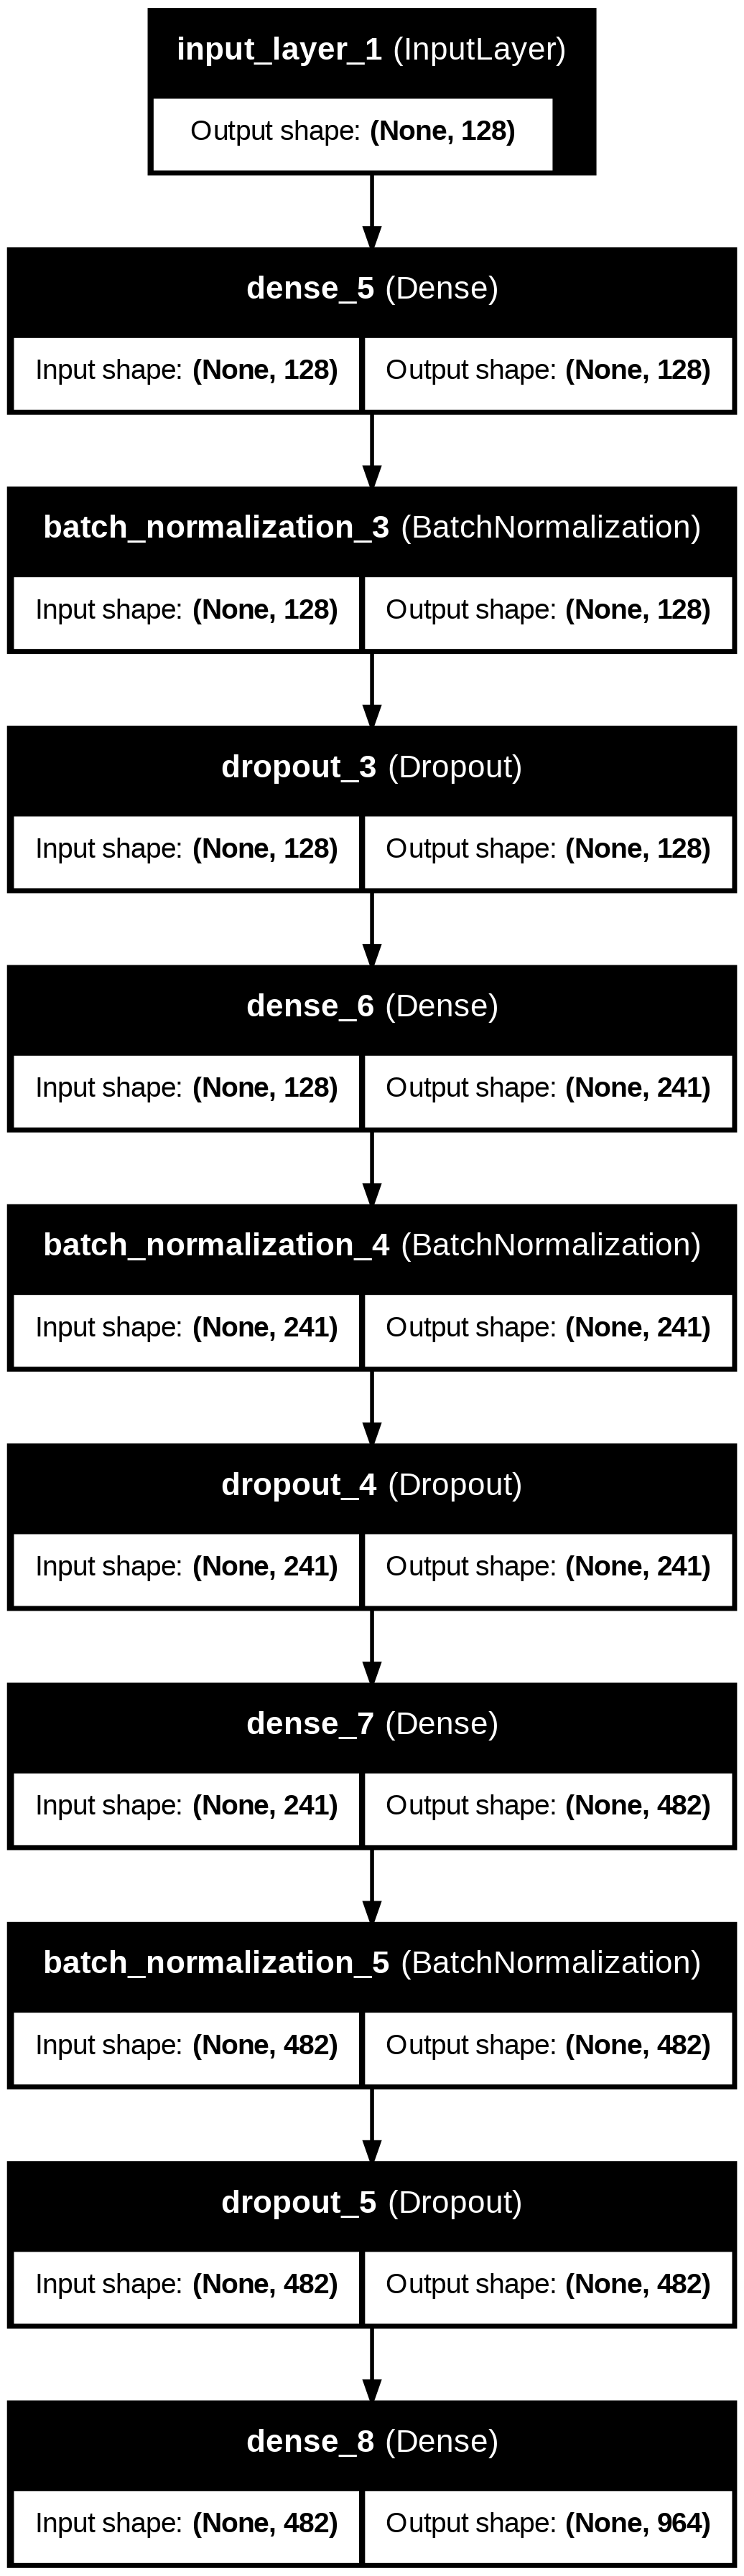 input_layer_1 (InputLayer)
Output shape: (None, 128)
dense_5 (Dense)
Input shape: (None, 128) Output shape: (None, 128)
batch_normalization_3 (BatchNormalization)
Input shape: (None, 128) Output shape: (None, 128)
dropout_3 (Dropout)
Input shape: (None, 128) Output shape: (None, 128)
dense_6 (Dense)
Input shape: (None, 128) Output shape: (None, 241)
batch_normalization_4 (BatchNormalization)
Input shape: (None, 241) Output shape: (None, 241)
dropout_4 (Dropout)
Input shape: (None, 241) Output shape: (None, 241)
dense_7 (Dense)
Input shape: (None, 241) Output shape: (None, 482)
batch_normalization_5 (BatchNormalization)
Input shape: (None, 482) Output shape: (None, 482)
dropout_5 (Dropout)
Input shape: (None, 482) Output shape: (None, 482)
dense_8 (Dense)
Input shape: (None, 482) Output shape: (None, 964)